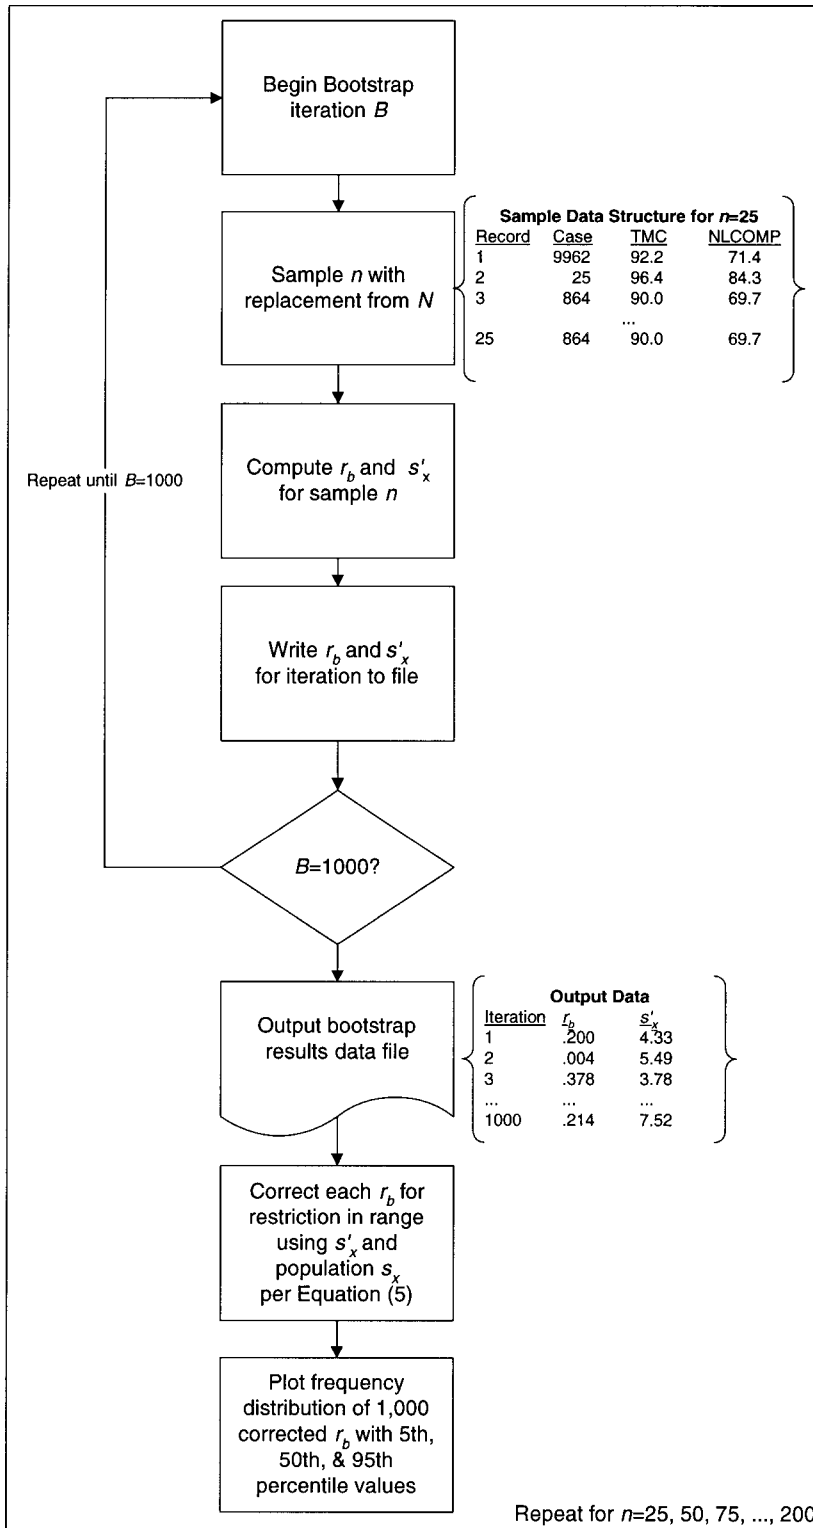 Begin Bootstrap
iteration B
Sample n with
replacement from N
Sample Data Structure for n=25
Record Case TMC NLCOMP
1 9962 92.2 71.4
2 25 96.4 84.3
3 864 90.0 69.7
...
25 864 90.0 69.7
Compute r_b and s'_x
for sample n
Repeat until B=1000
Write r_b and s'_x
for iteration to file
B=1000?
Output bootstrap
results data file
Output Data
Iteration r_b s'_x
1 .200 4.33
2 .004 5.49
3 .378 3.78
... ... ...
1000 .214 7.52
Correct each r_b for
restriction in range
using s'_x and
population s_x
per Equation (5)
Plot frequency
distribution of 1,000
corrected r_b with 5th,
50th, & 95th
percentile values
Repeat for n=25, 50, 75, ..., 200